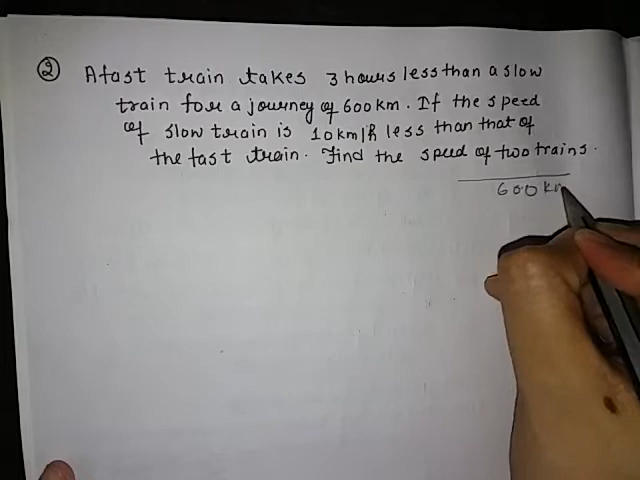 ② A fast train takes 3 hours less than a slow
train for a journey of 600 km. If the speed
of slow train is 10 km/h less than that of
the fast train. Find the speed of two trains.
600 km